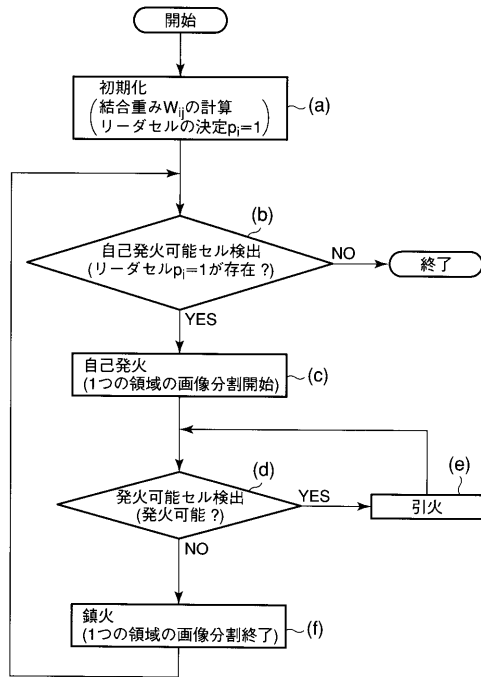 開始
初期化
(結合重みWijの計算
リーダセルの決定pi=1)
(a)
(b)
自己発火可能セル検出
(リーダセルpi=1が存在?)
NO
終了
YES
自己発火
(1つの領域の画像分割開始)
(c)
(d)
発火可能セル検出
(発火可能?)
YES
(e)
引火
NO
鎮火
(1つの領域の画像分割終了)
(f)